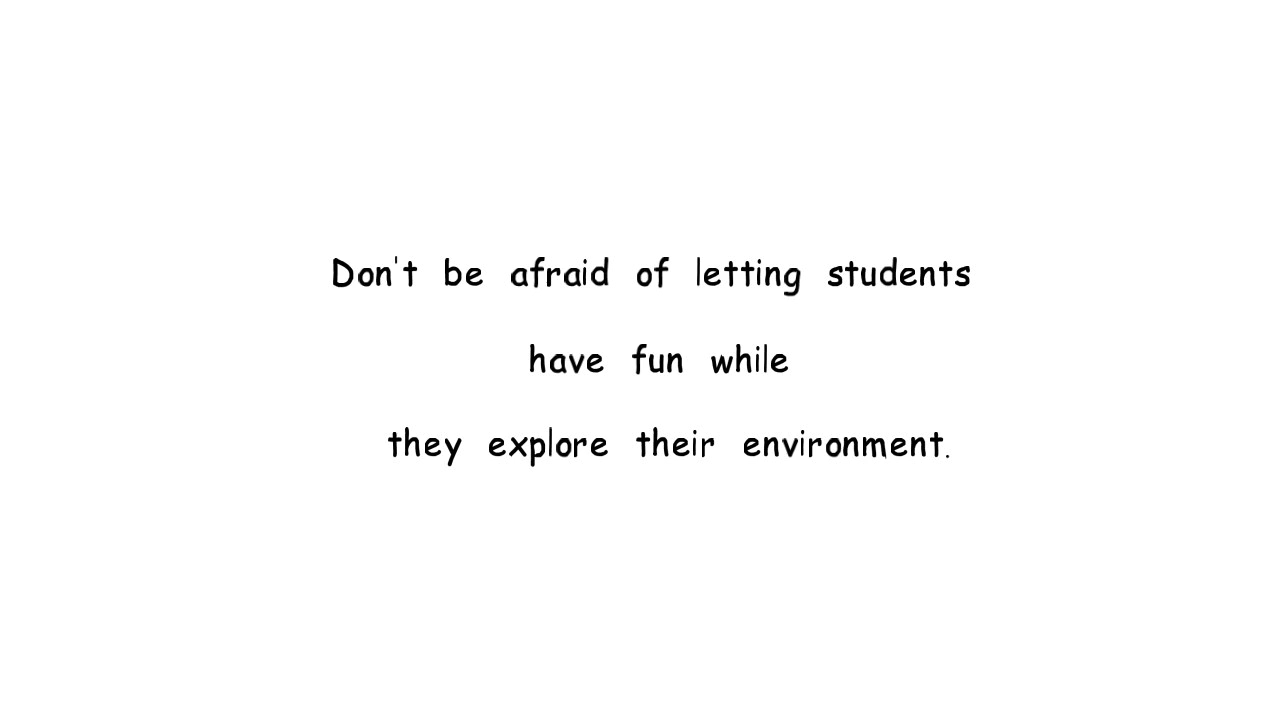 Don't be afraid of letting students
have fun while
they explore their environment.